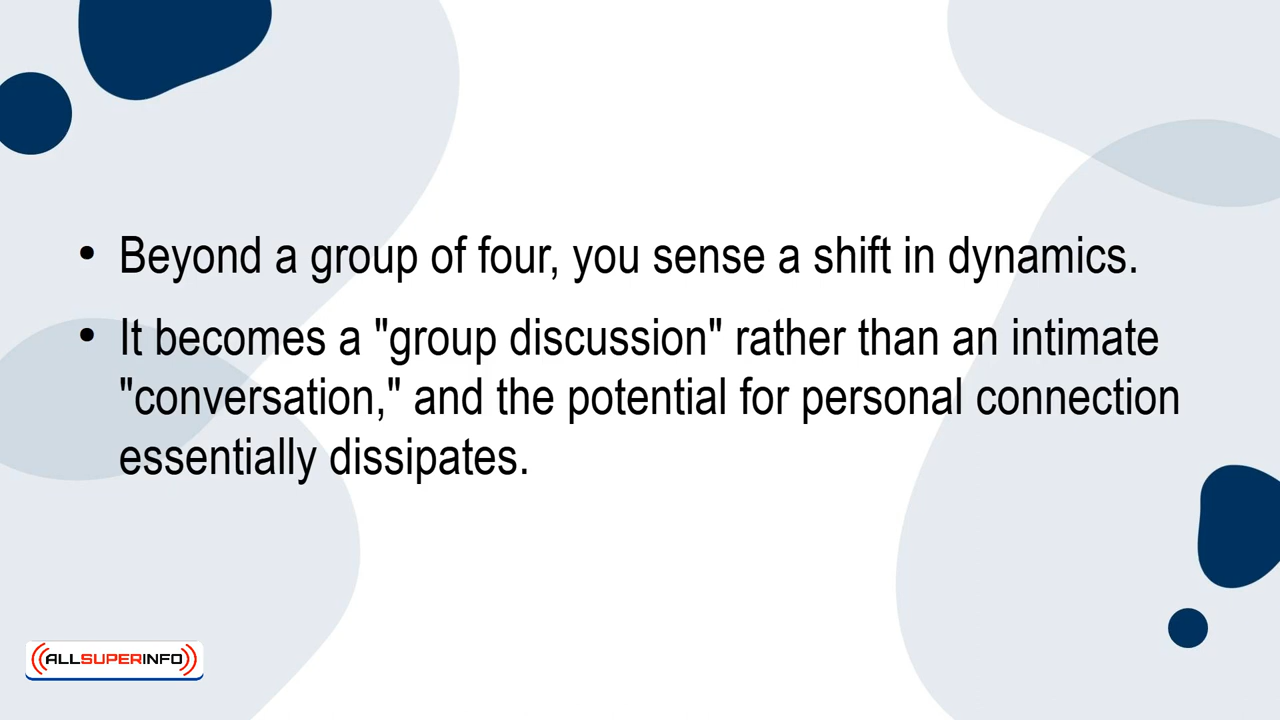 • Beyond a group of four, you sense a shift in dynamics.
• It becomes a "group discussion" rather than an intimate
"conversation," and the potential for personal connection
essentially dissipates.
ALLSUPERINFO